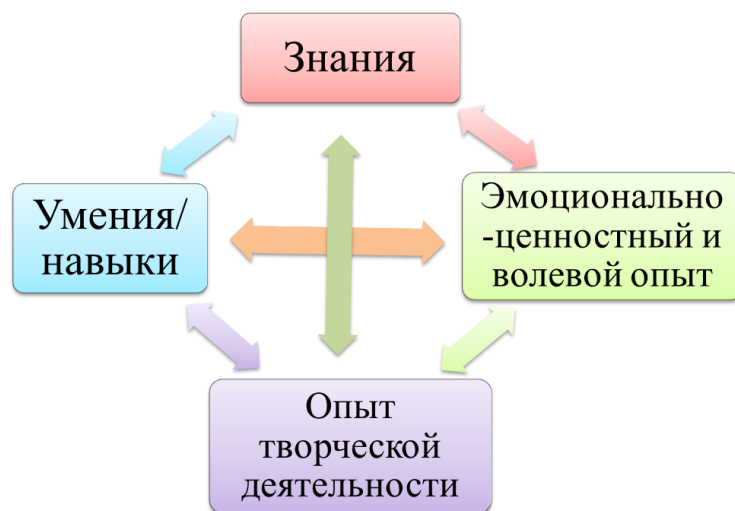 Знания
Умения/
навыки
Эмоционально
-ценностный и
волевой опыт
Опыт
творческой
деятельности